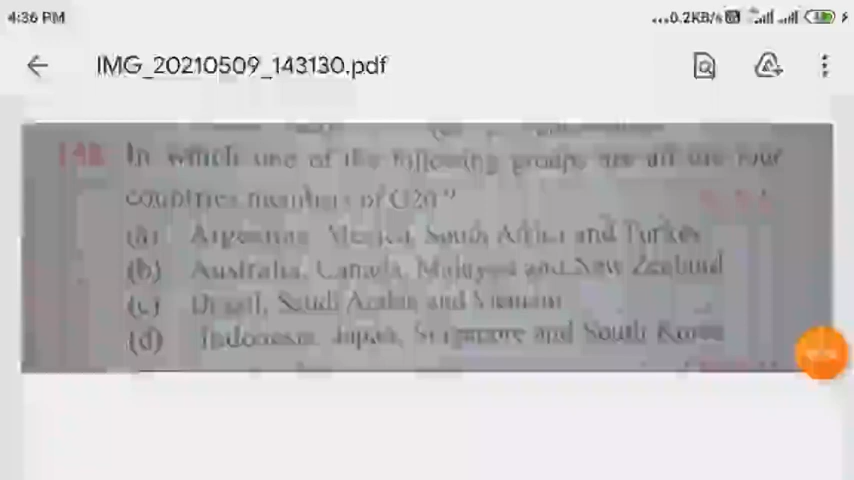 4:36 PM
...0.2KB/s
IMG_20210509_143130.pdf
148 In which one of the following groups are all the four
countries members of G20"
(a) Argentina, Mexico, South Africa and Turkey
(b) Australia, Canada, Malaysia and New Zealand
(c) Brazil, Saudi Arabia and Vietnam
(d) Indonesia, Japan, Singapore and South Korea